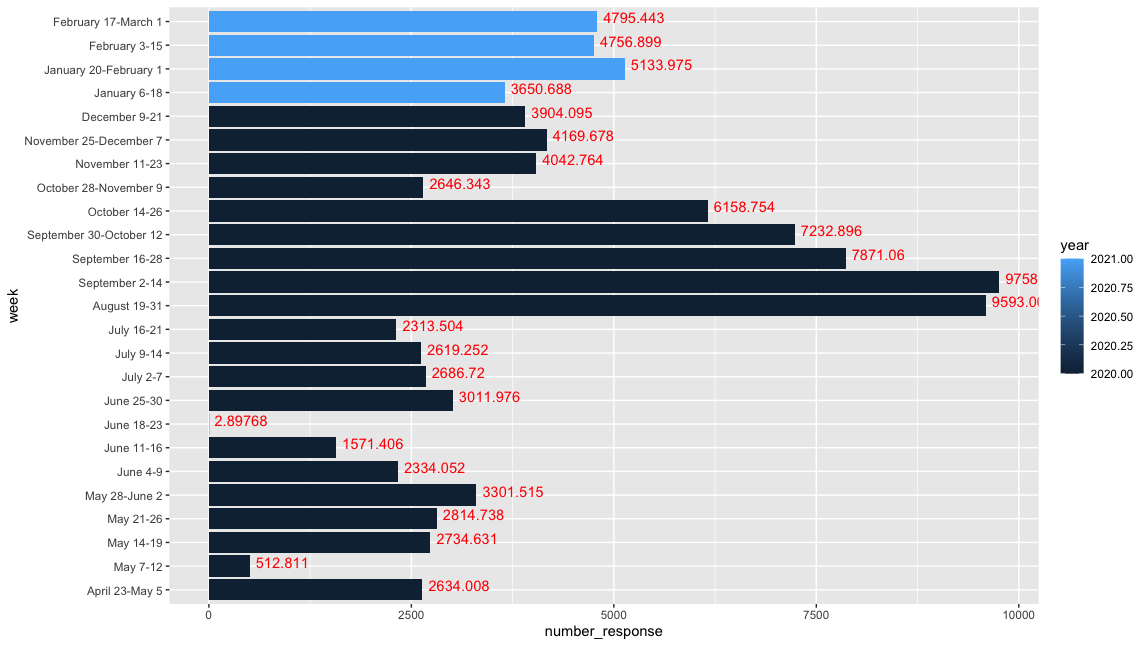 February 17-March 1 4795.443
February 3-15 4756.899
January 20-February 1 5133.975
January 6-18 3650.688
December 9-21 3904.095
November 25-December 7 4169.678
November 11-23 4042.764
October 28-November 9 2646.343
October 14-26 6158.754
September 30-October 12 7232.896
September 16-28 7871.06
September 2-14 9758
August 19-31 9593.0
July 16-21 2313.504
July 9-14 2619.252
July 2-7 2686.72
June 25-30 3011.976
June 18-23 2.89768
June 11-16 1571.406
June 4-9 2334.052
May 28-June 2 3301.515
May 21-26 2814.738
May 14-19 2734.631
May 7-12 512.811
April 23-May 5 2634.008
week
0 2500 5000 7500 10000
number_response
year
2021.00
2020.75
2020.50
2020.25
2020.00